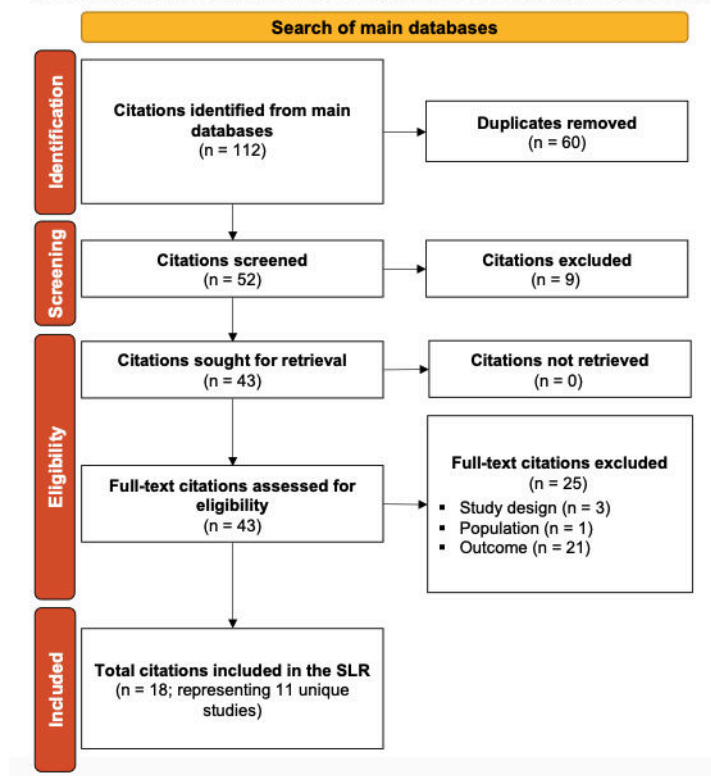 Search of main databases
Identification
Citations identified from main
databases
(n = 112)
Duplicates removed
(n = 60)
Screening
Citations screened
(n = 52)
Citations excluded
(n = 9)
Eligibility
Citations sought for retrieval
(n = 43)
Citations not retrieved
(n = 0)
Full-text citations assessed for
eligibility
(n = 43)
Full-text citations excluded
(n = 25)
▪ Study design (n = 3)
▪ Population (n = 1)
▪ Outcome (n = 21)
Included
Total citations included in the SLR
(n = 18; representing 11 unique
studies)